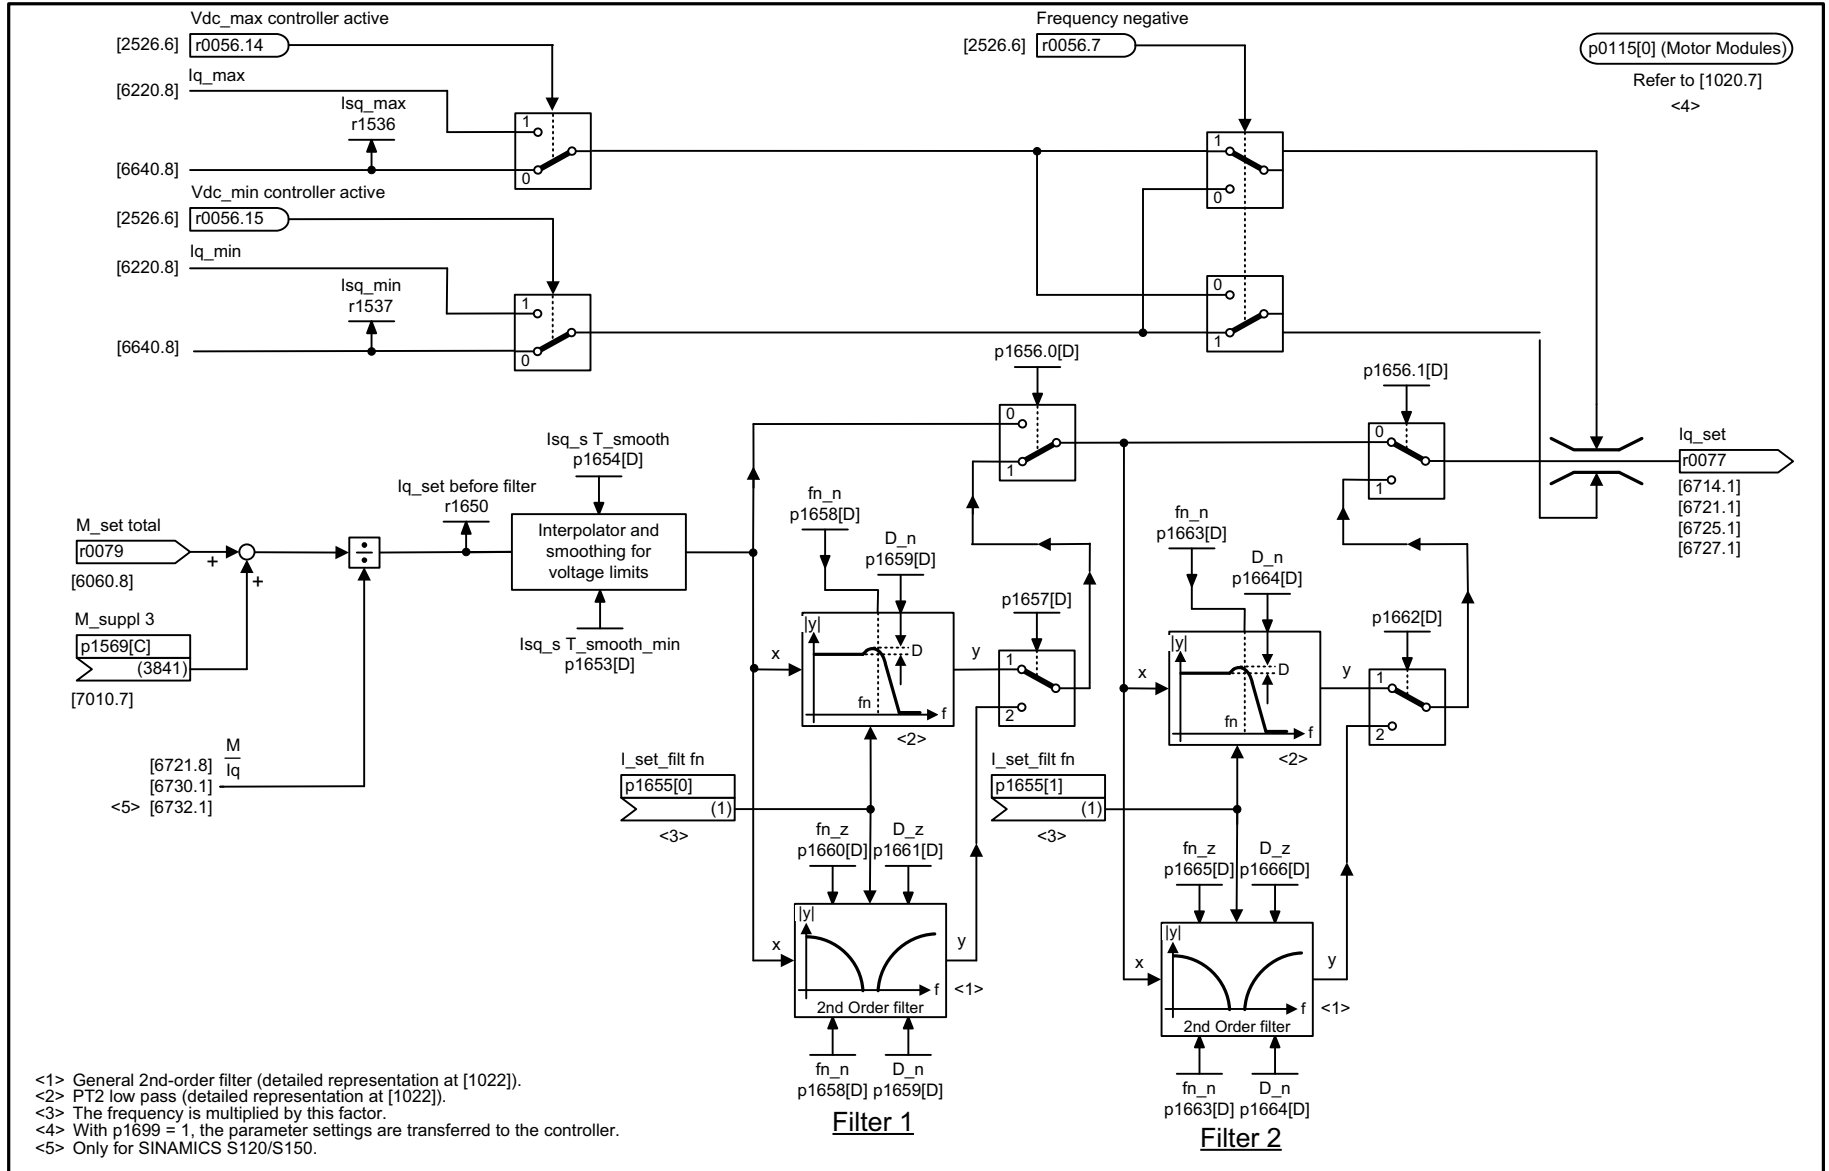 Vdc_max controller active
[2526.6] r0056.14
Iq_max
[6220.8]
Isq_max
r1536
1
[6640.8]
0
Vdc_min controller active
[2526.6] r0056.15
Iq_min
[6220.8]
Isq_min
r1537
1
[6640.8]
0
Frequency negative
[2526.6] r0056.7
1
0
0
1
p0115[0] (Motor Modules)
Refer to [1020.7]
<4>
p1656.0[D]
0
1
p1656.1[D]
0
1
Iq_set
r0077
[6714.1]
[6721.1]
[6725.1]
[6727.1]
Isq_s T_smooth
p1654[D]
Iq_set before filter
r1650
M_set total
r0079
+
+
[6060.8]
÷
Interpolator and
smoothing for
voltage limits
Isq_s T_smooth_min
p1653[D]
M_suppl 3
p1569[C]
(3841)
[7010.7]
M
Iq
[6721.8]
[6730.1]
<5> [6732.1]
fn_n
p1658[D]
D_n
p1659[D]
|y|
D
x
y
fn
f
<2>
p1657[D]
1
2
I_set_filt fn
p1655[0]
(1)
<3>
fn_z
p1660[D]
D_z
p1661[D]
|y|
x
y
f
<1>
2nd Order filter
fn_n
p1658[D]
D_n
p1659[D]
Filter 1
fn_n
p1663[D]
D_n
p1664[D]
|y|
D
x
y
fn
f
<2>
p1662[D]
1
2
I_set_filt fn
p1655[1]
(1)
<3>
fn_z
p1665[D]
D_z
p1666[D]
|y|
x
y
f
<1>
2nd Order filter
fn_n
p1663[D]
D_n
p1664[D]
Filter 2
<1> General 2nd-order filter (detailed representation at [1022]).
<2> PT2 low pass (detailed representation at [1022]).
<3> The frequency is multiplied by this factor.
<4> With p1699 = 1, the parameter settings are transferred to the controller.
<5> Only for SINAMICS S120/S150.